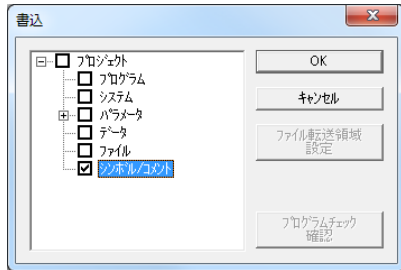 書込
ﾌﾟﾛｼﾞｪｸﾄ
ﾌﾟﾛｸﾞﾗﾑ
ｼｽﾃﾑ
ﾊﾟﾗﾒｰﾀ
ﾃﾞｰﾀ
ﾌｧｲﾙ
ｼﾝﾎﾞﾙ/ｺﾒﾝﾄ
OK
ｷｬﾝｾﾙ
ﾌｧｲﾙ転送領域
設定
ﾌﾟﾛｸﾞﾗﾑﾁｪｯｸ
確認